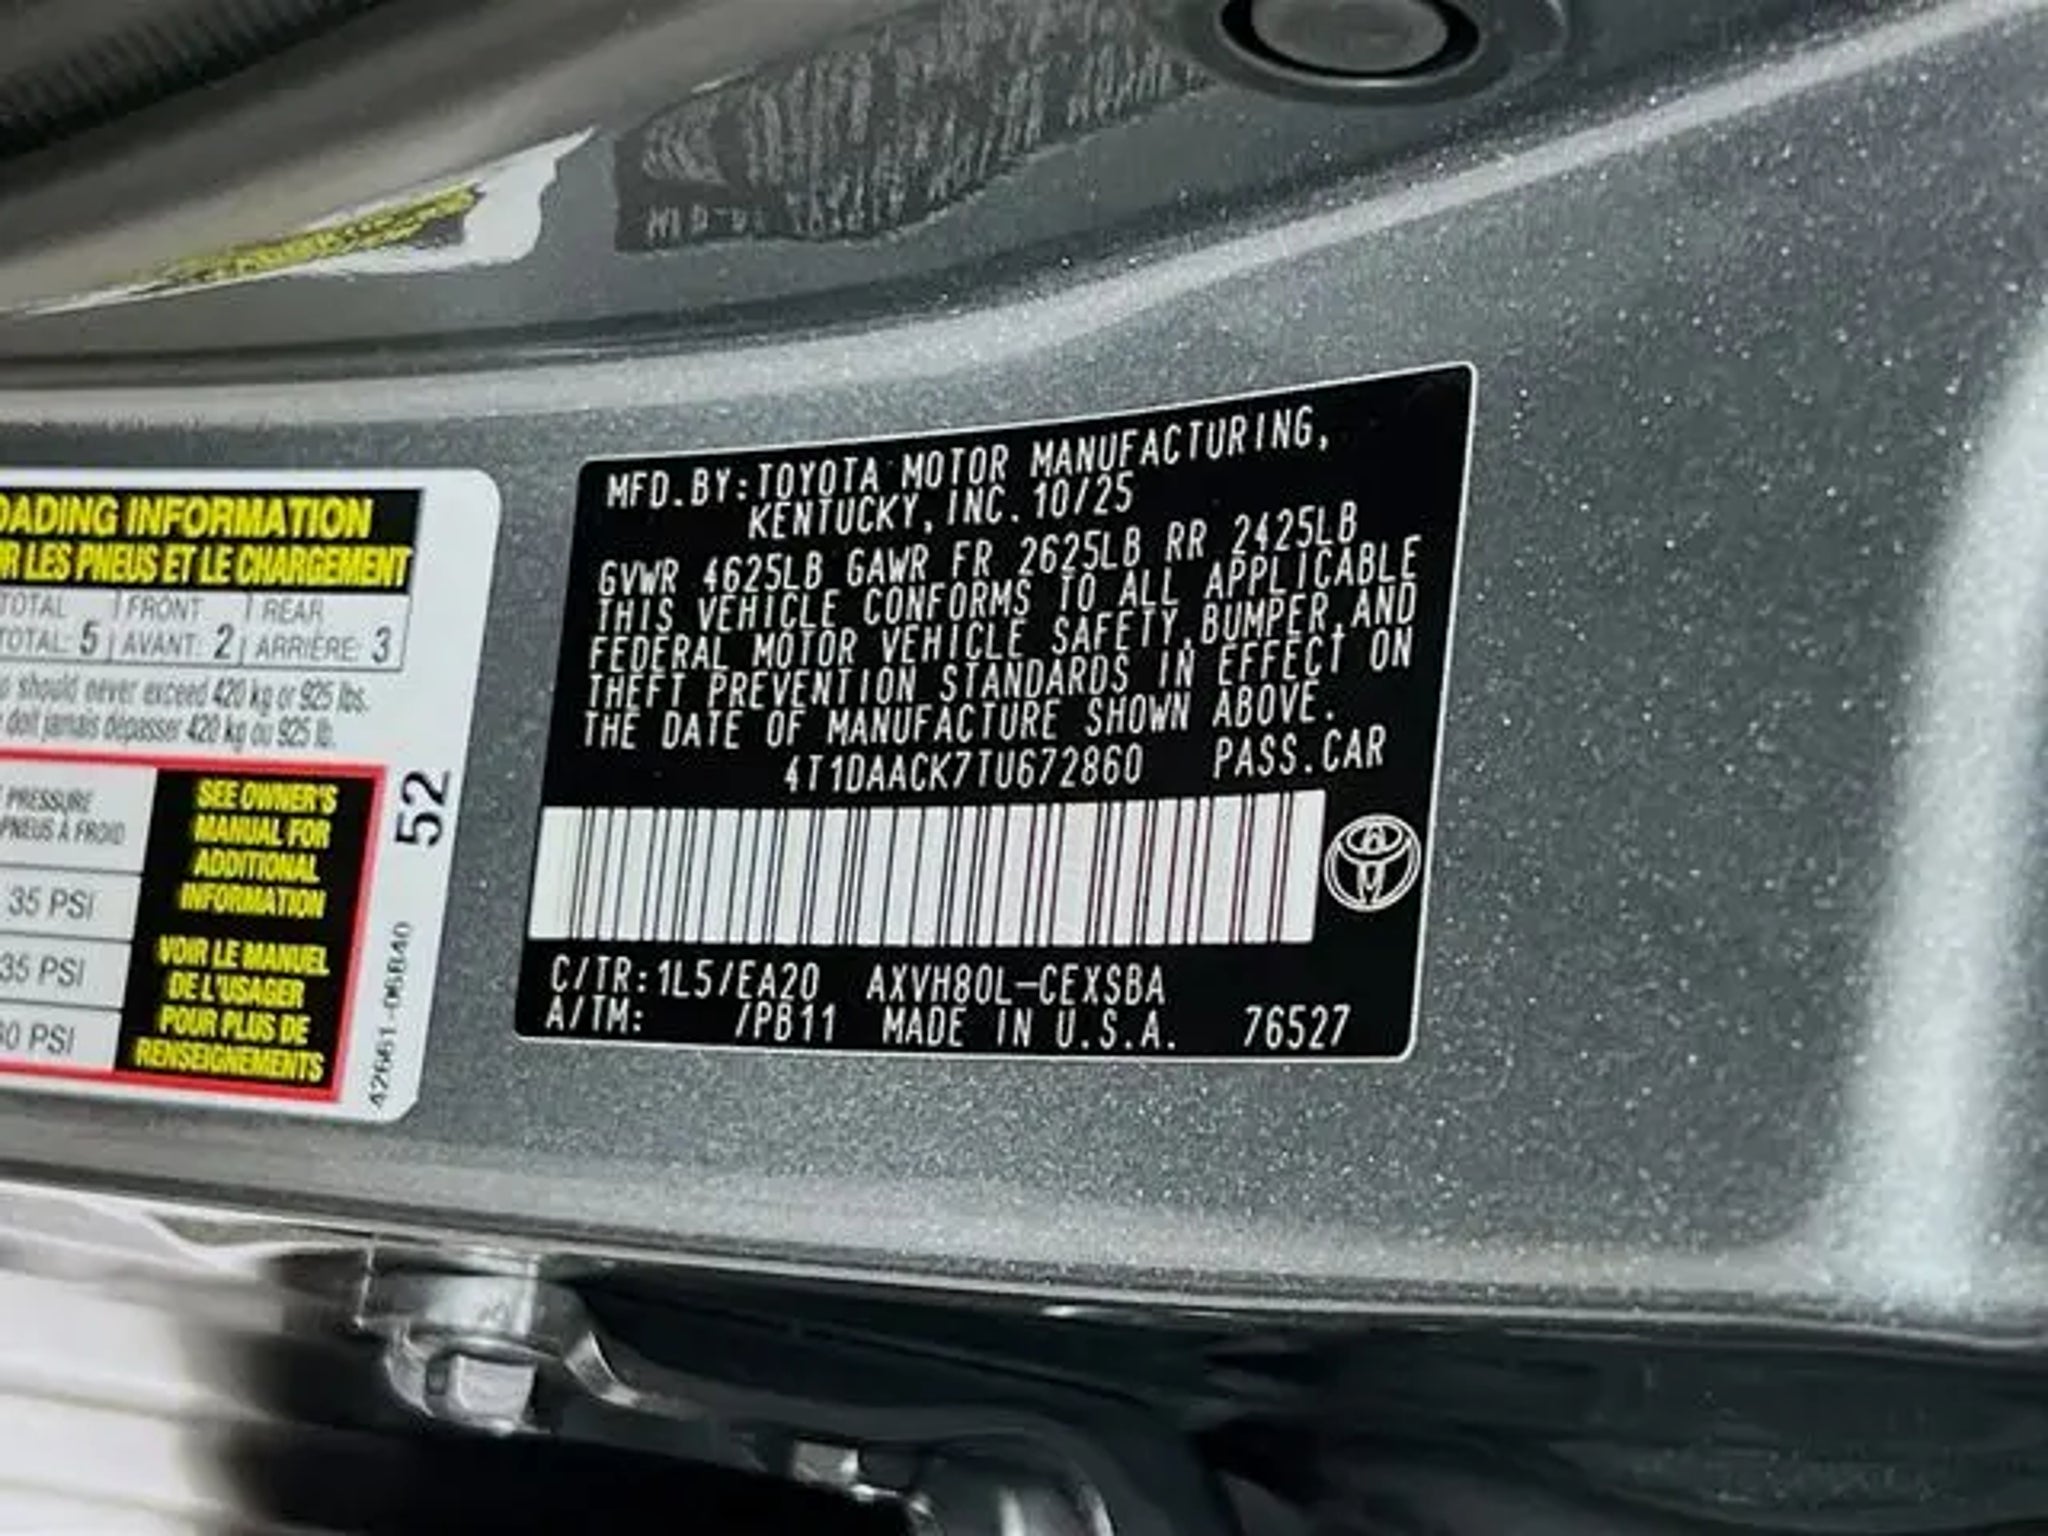 OADING INFORMATION
R LES PNEUS ET LE CHARGEMENT
TOTAL FRONT REAR
TOTAL: 5 AVANT: 2 ARRIÈRE: 3
should never exceed 420 kg or 925 lbs.
doit jamais dépasser 420 kg ou 925 lb.
PRESSURE
PNEUS À FROID
35 PSI
35 PSI
0 PSI
SEE OWNER'S
MANUAL FOR
ADDITIONAL
INFORMATION
VOIR LE MANUEL
DE L'USAGER
POUR PLUS DE
RENSEIGNEMENTS
52
42661-06B40
MFD.BY:TOYOTA MOTOR MANUFACTURING,
KENTUCKY,INC. 10/25
GVWR 4625LB GAWR FR 2625LB RR 2425LB
THIS VEHICLE CONFORMS TO ALL APPLICABLE
FEDERAL MOTOR VEHICLE SAFETY,BUMPER,AND
THEFT PREVENTION STANDARDS IN EFFECT ON
THE DATE OF MANUFACTURE SHOWN ABOVE.
4T1DAACK7TU672860 PASS.CAR
C/TR:1L5/EA20 AXVH80L-CEXSBA
A/TM: /PB11 MADE IN U.S.A. 76527